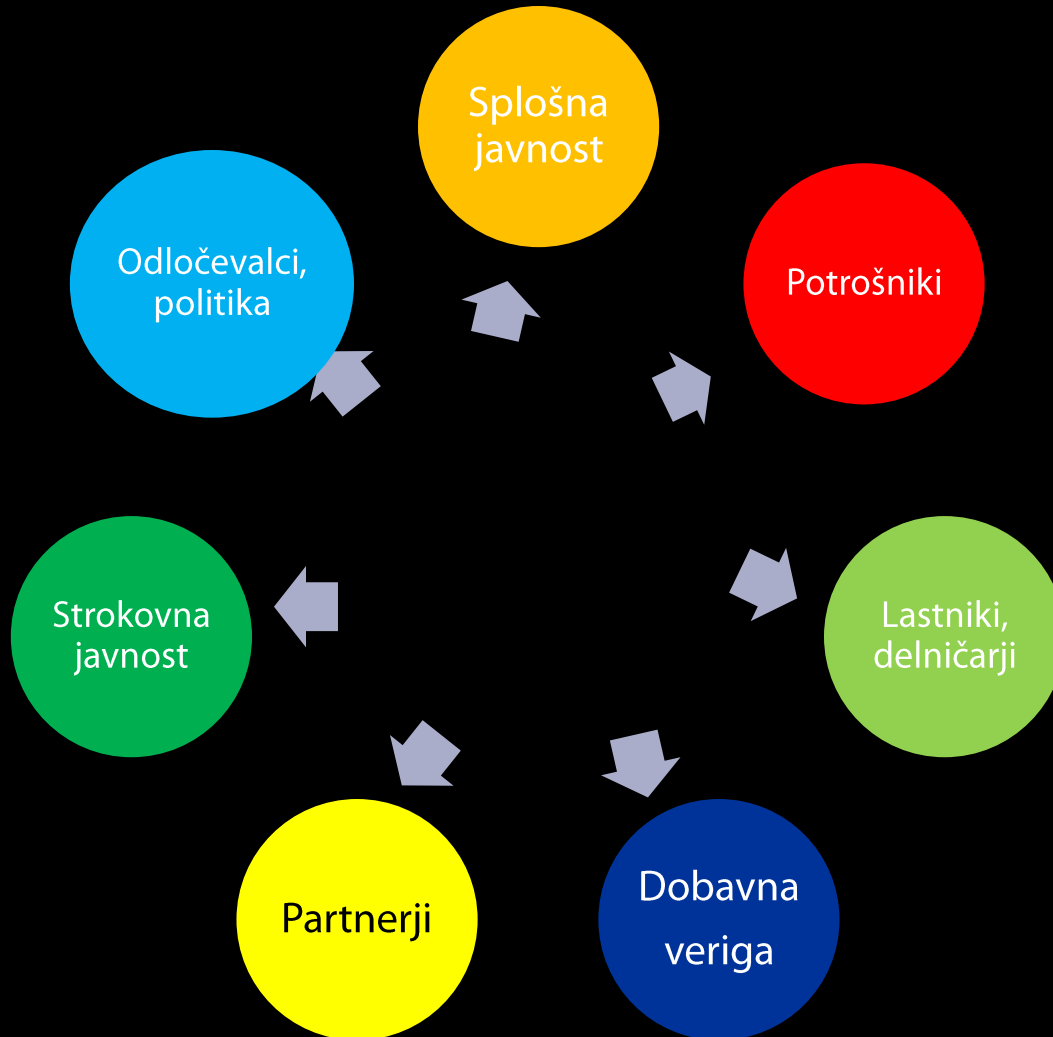 Splošna
javnost
Potrošniki
Lastniki,
delničarji
Dobavna
veriga
Partnerji
Strokovna
javnost
Odločevalci,
politika